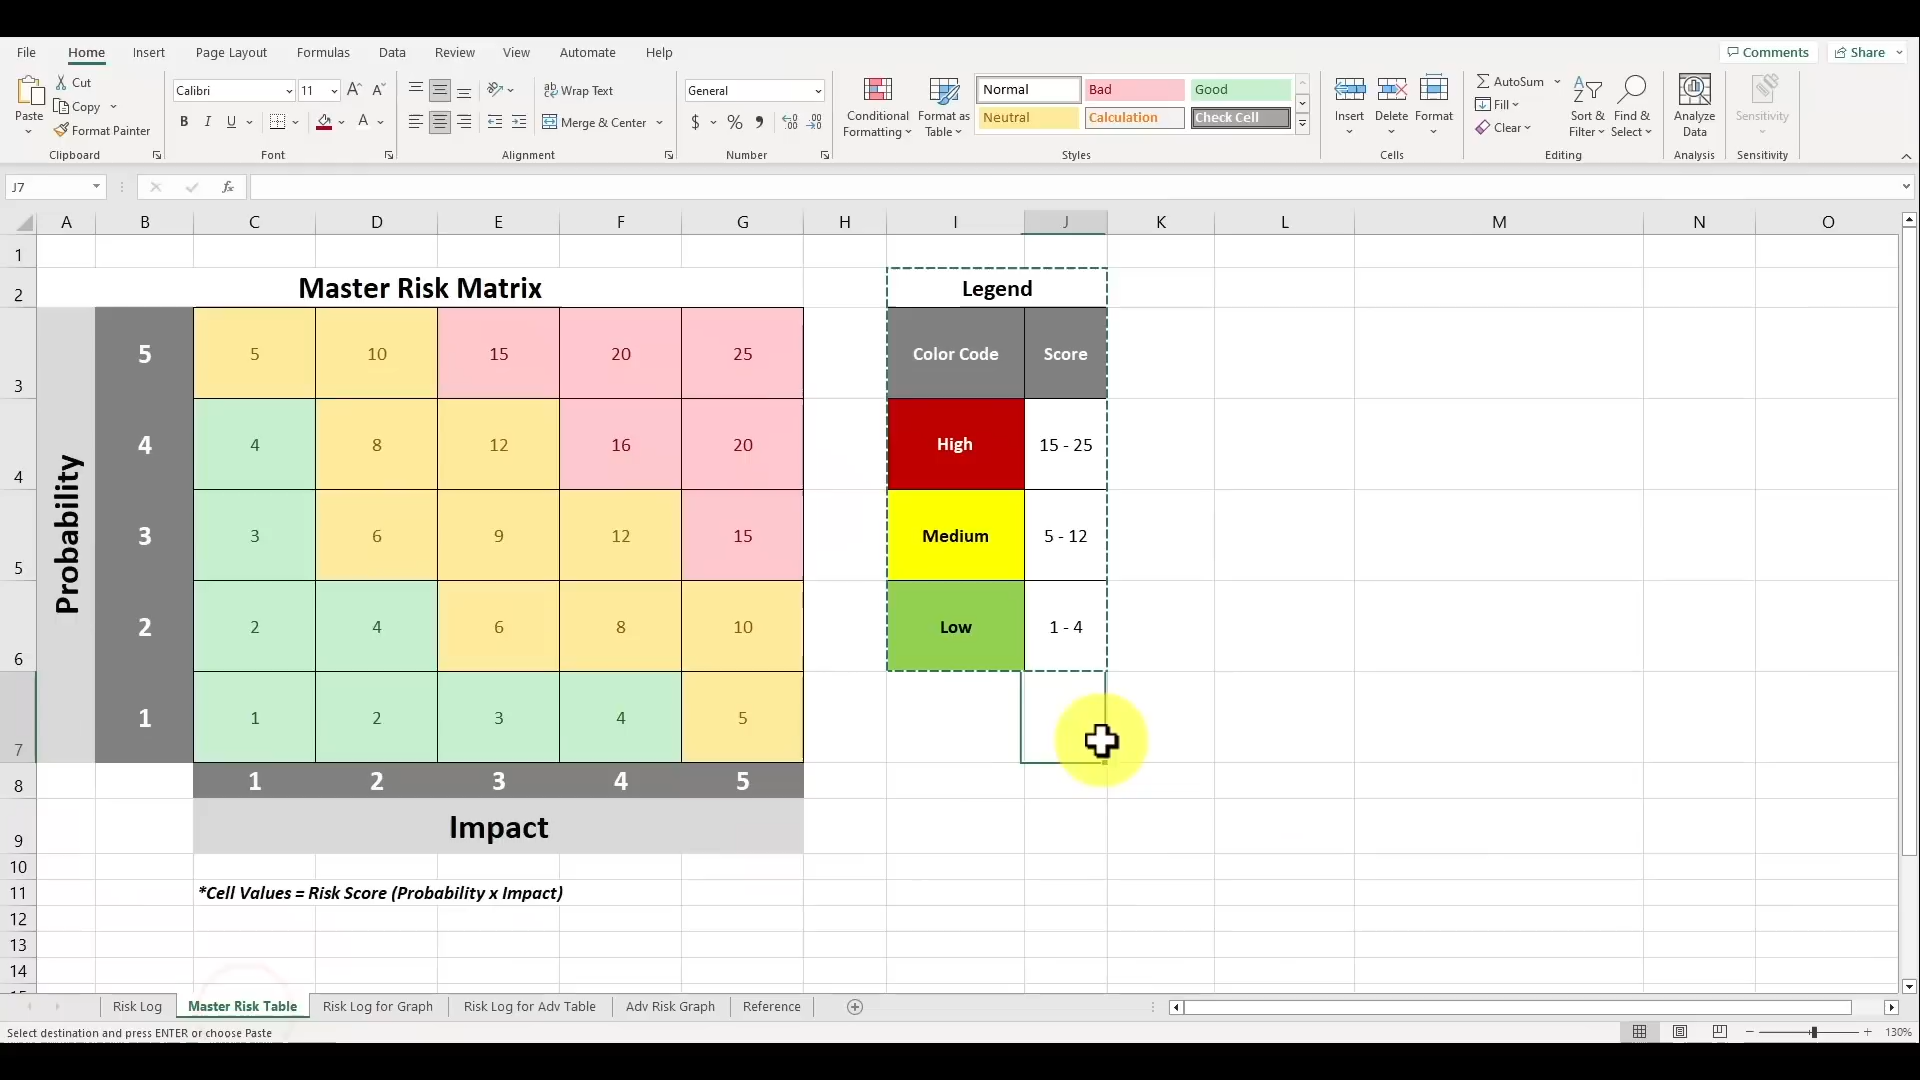 File Home Insert Page Layout Formulas Data Review View Automate Help Comments Share
Cut
Copy
Format Painter
Paste
Clipboard
Calibri 11
B I U
Font
Wrap Text
Merge & Center
Alignment
General
$ % 9
Number
Conditional Formatting
Format as Table
Normal Bad Good
Neutral Calculation Check Cell
Styles
Insert Delete Format
Cells
AutoSum
Fill
Clear
Sort & Filter
Find & Select
Editing
Analyze Data
Analysis
Sensitivity
Sensitivity
J7 fx
A B C D E F G H I J K L M N O
1
2 Master Risk Matrix Legend
3 5 5 10 15 20 25 Color Code Score
4 4 4 8 12 16 20 High 15 - 25
Probability
5 3 3 6 9 12 15 Medium 5 - 12
6 2 2 4 6 8 10 Low 1 - 4
7 1 1 2 3 4 5
8 1 2 3 4 5
9 Impact
10
11 *Cell Values = Risk Score (Probability x Impact)
12
13
14
Risk Log Master Risk Table Risk Log for Graph Risk Log for Adv Table Adv Risk Graph Reference
Select destination and press ENTER or choose Paste 130%